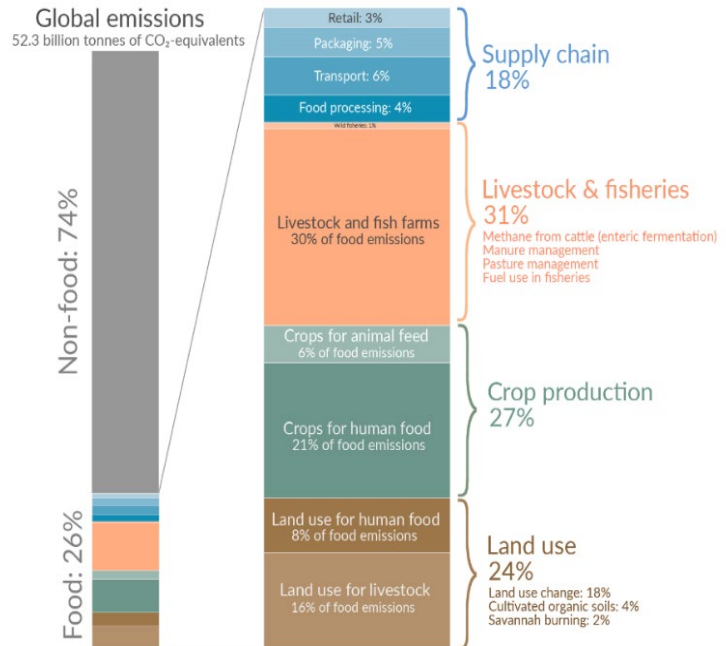 Global emissions
52.3 billion tonnes of CO₂-equivalents
Non-food: 74%
Food: 26%
Retail: 3%
Packaging: 5%
Transport: 6%
Food processing: 4%
Wild fisheries: 1%
Livestock and fish farms
30% of food emissions
Crops for animal feed
6% of food emissions
Crops for human food
21% of food emissions
Land use for human food
8% of food emissions
Land use for livestock
16% of food emissions
Supply chain
18%
Livestock & fisheries
31%
Methane from cattle (enteric fermentation)
Manure management
Pasture management
Fuel use in fisheries
Crop production
27%
Land use
24%
Land use change: 18%
Cultivated organic soils: 4%
Savannah burning: 2%